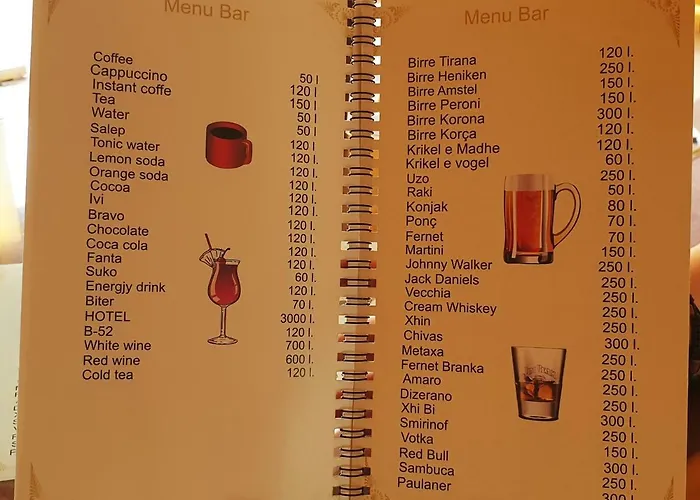 Menu Bar
Coffee 50 l
Cappuccino 120 l
Instant coffe 150 l
Tea 50 l
Water 50 l
Salep 120 l
Tonic water 120 l.
Lemon soda 120 l.
Orange soda 120 l.
Cocoa 120 l.
Ivi 120 l.
Bravo 120 l.
Chocolate 120 l.
Coca cola 120 l.
Fanta 120 l.
Suko 60 l.
Energjy drink 120 l.
Biter 70 l.
HOTEL 3000 l.
B-52 120 l.
White wine 700 l.
Red wine 600 l.
Cold tea 120 l.
Menu Bar
Birre Tirana 120 l.
Birre Heniken 250 l.
Birre Amstel 150 l.
Birre Peroni 150 l.
Birre Korona 300 l.
Birre Korça 120 l.
Krikel e Madhe 120 l.
Krikel e vogel 60 l.
Uzo 250 l.
Raki 50 l.
Konjak 80 l.
Ponç 70 l.
Fernet 70 l.
Martini 150 l.
Johnny Walker 250 l.
Jack Daniels 250 l.
Vecchia 250 l.
Cream Whiskey 250 l.
Xhin 250 l.
Chivas 300 l.
Metaxa 250 l.
Fernet Branka 250 l.
Amaro 250 l.
Dizerano 250 l.
Xhi Bi 300 l.
Smirinof 250 l.
Votka 150 l.
Red Bull 300 l.
Sambuca 250 l.
Paulaner 300 l.